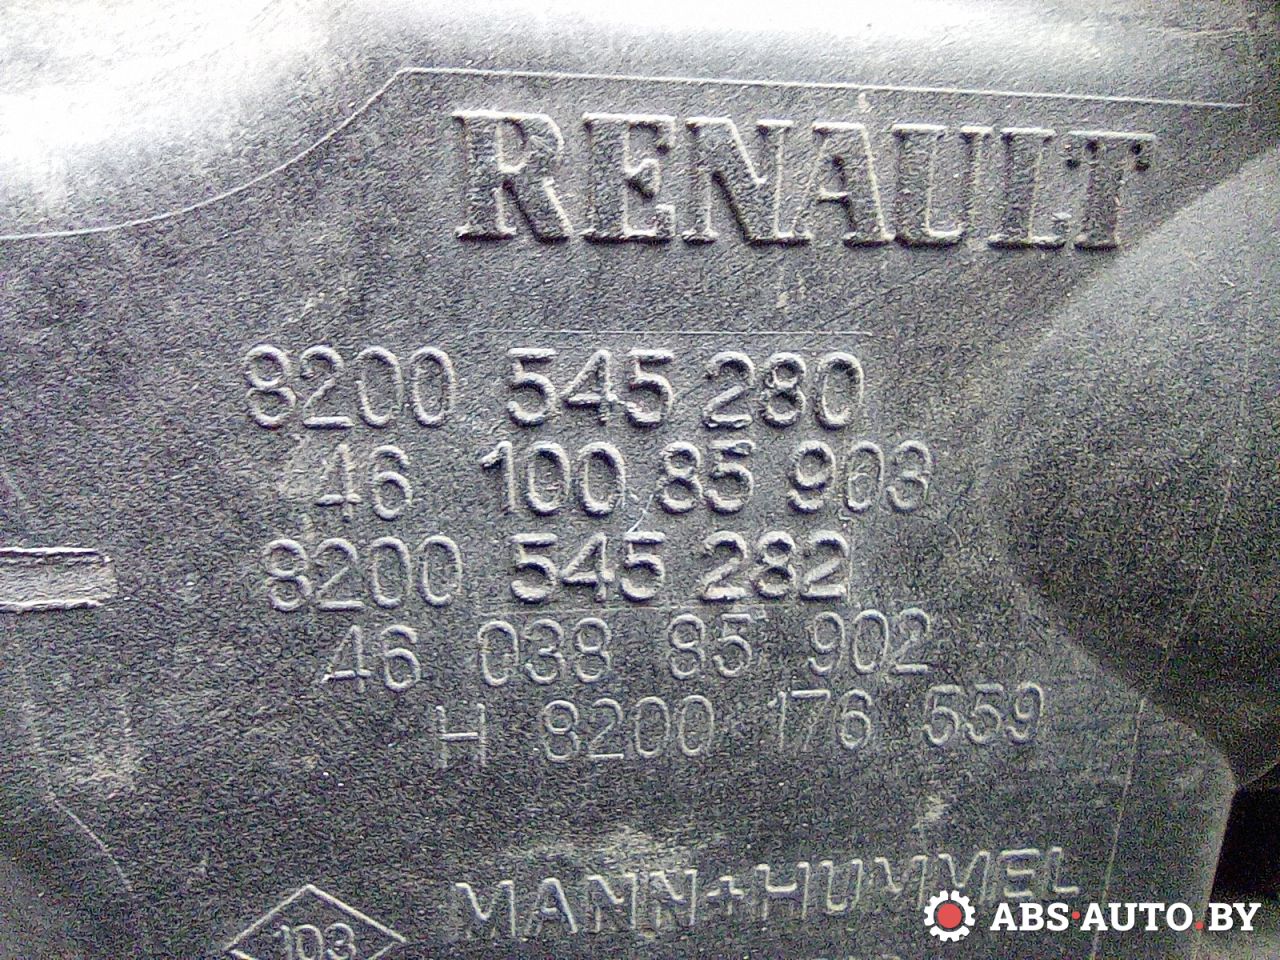 RENAULT
8200 545 280
46 100 85 903
8200 545 282
46 038 85 902
H 8200 176 559
MANN+HUMMEL
103
ABS·AUTO.BY